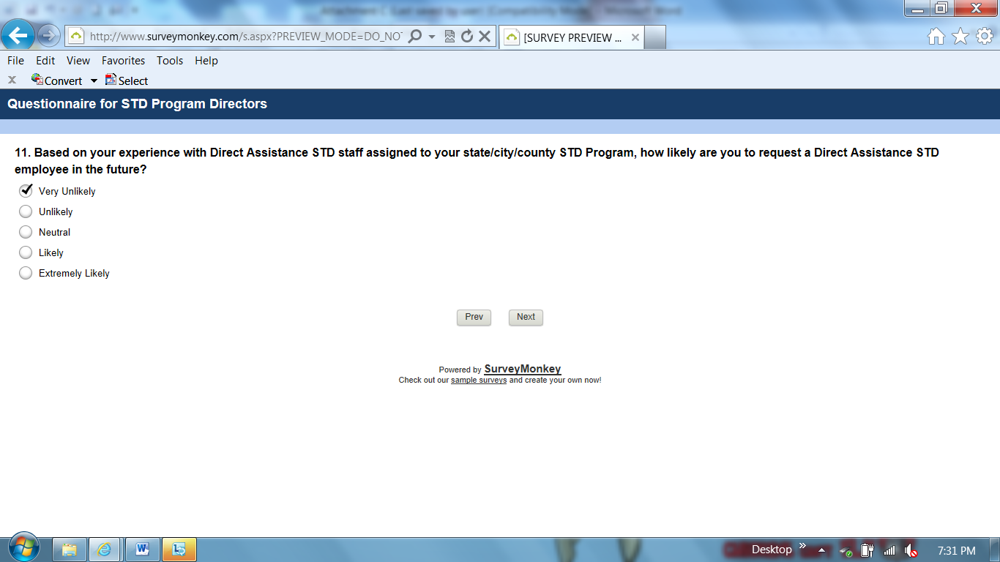 Attachment C (Last saved by user) [Compatibility Mode] - Microsoft Word
http://www.surveymonkey.com/s.aspx?PREVIEW_MODE=DO_NOT
[SURVEY PREVIEW ...
File Edit View Favorites Tools Help
x Convert Select
Questionnaire for STD Program Directors
11. Based on your experience with Direct Assistance STD staff assigned to your state/city/county STD Program, how likely are you to request a Direct Assistance STD
employee in the future?
Very Unlikely
Unlikely
Neutral
Likely
Extremely Likely
Prev Next
Powered by SurveyMonkey
Check out our sample surveys and create your own now!
Desktop
7:31 PM